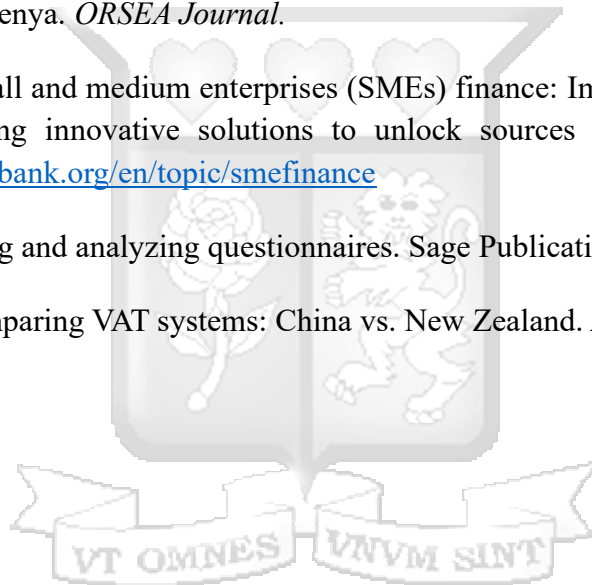 enya. ORSEA Journal.
all and medium enterprises (SMEs) finance: Im
ng innovative solutions to unlock sources
bank.org/en/topic/smefinance
g and analyzing questionnaires. Sage Publicati
nparing VAT systems: China vs. New Zealand.
VT OMNES VNVM SINT